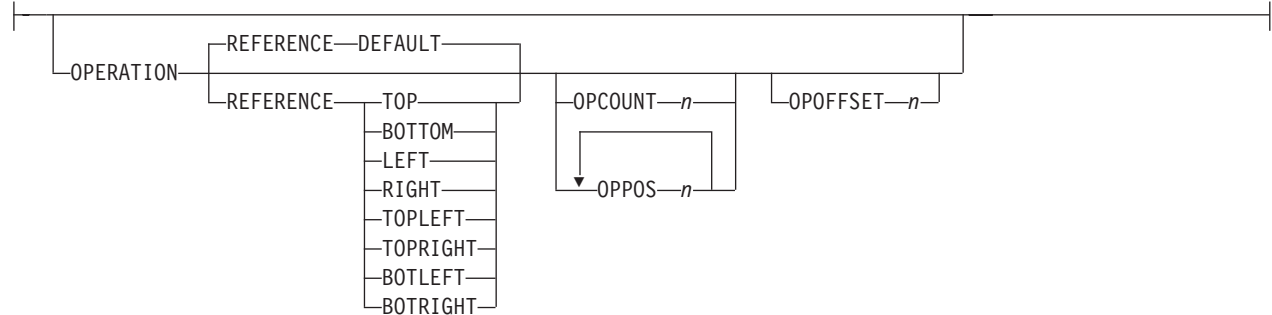 REFERENCE DEFAULT
OPERATION
REFERENCE TOP OPCOUNT n OPOFFSET n
BOTTOM
LEFT
RIGHT OPPOS n
TOPLEFT
TOPRIGHT
BOTLEFT
BOTRIGHT